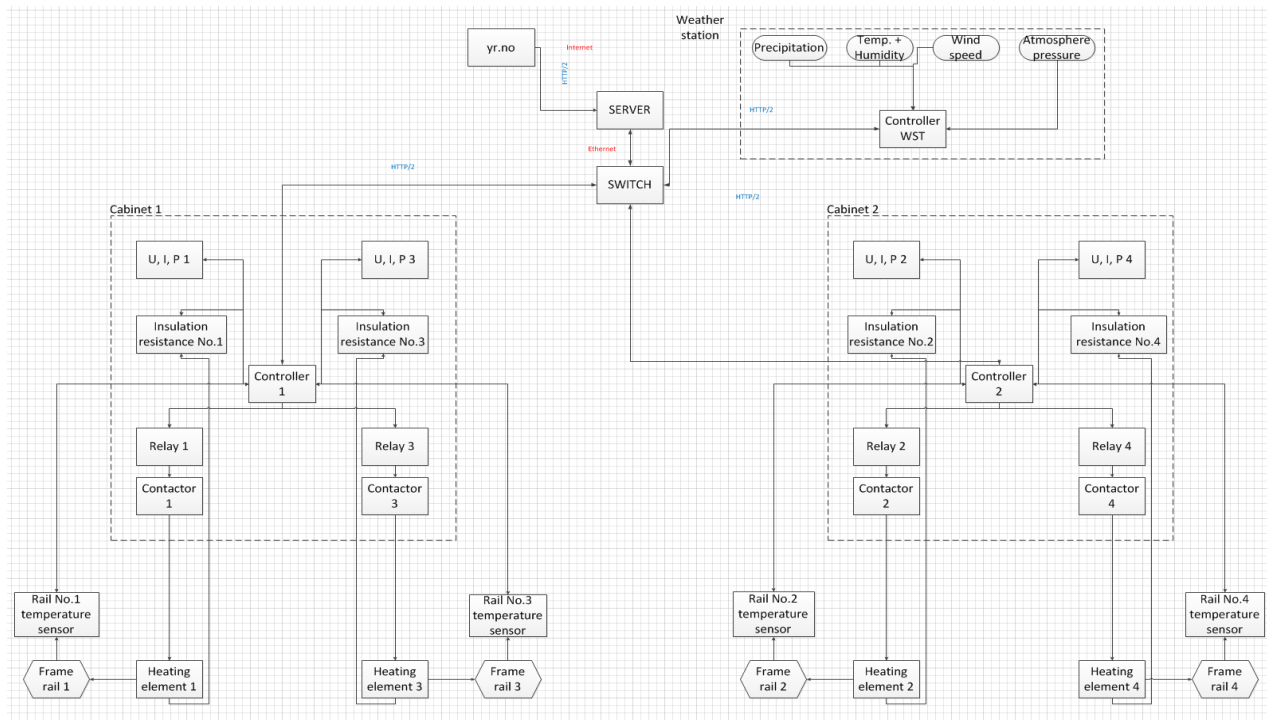 Weather
station
yr.no
Internet
HTTP/2
Precipitation
Temp. +
Humidity
Wind
speed
Atmosphere
pressure
SERVER
HTTP/2
Controller
WST
Ethernet
HTTP/2
SWITCH
HTTP/2
Cabinet 1
Cabinet 2
U, I, P 1
U, I, P 3
U, I, P 2
U, I, P 4
Insulation
resistance No.1
Insulation
resistance No.3
Insulation
resistance No.2
Insulation
resistance No.4
Controller
1
Controller
2
Relay 1
Relay 3
Relay 2
Relay 4
Contactor
1
Contactor
3
Contactor
2
Contactor
4
Rail No.1
temperature
sensor
Rail No.3
temperature
sensor
Rail No.2
temperature
sensor
Rail No.4
temperature
sensor
Frame
rail 1
Heating
element 1
Heating
element 3
Frame
rail 3
Frame
rail 2
Heating
element 2
Heating
element 4
Frame
rail 4